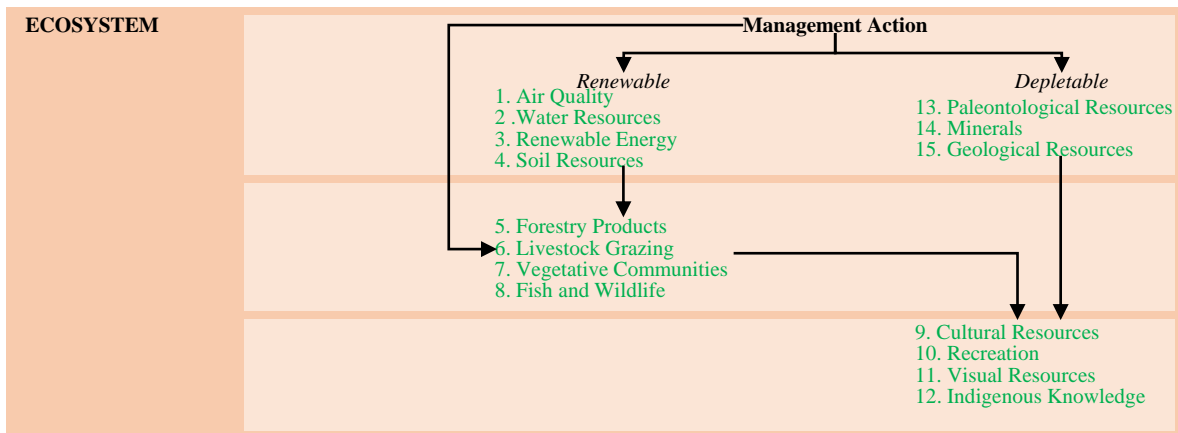 ECOSYSTEM
Management Action
Renewable
1. Air Quality
2 .Water Resources
3. Renewable Energy
4. Soil Resources
Depletable
13. Paleontological Resources
14. Minerals
15. Geological Resources
5. Forestry Products
6. Livestock Grazing
7. Vegetative Communities
8. Fish and Wildlife
9. Cultural Resources
10. Recreation
11. Visual Resources
12. Indigenous Knowledge